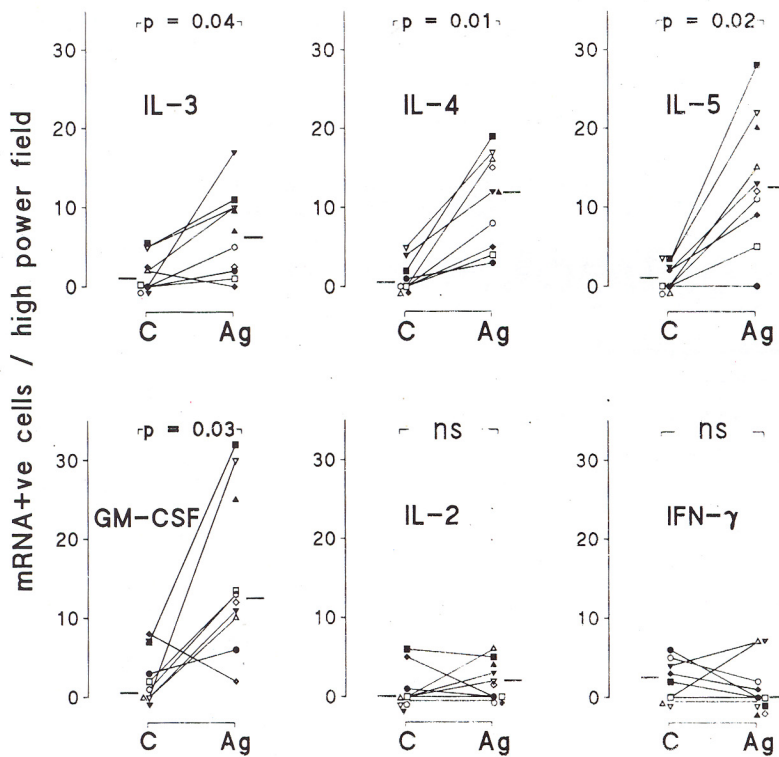 mRNA+ve cells / high power field
p = 0.04
30
20
10
0
IL-3
C Ag
p = 0.01
30
20
10
0
IL-4
C Ag
p = 0.02
30
20
10
0
IL-5
C Ag
p = 0.03
30
20
10
0
GM-CSF
C Ag
ns
30
20
10
0
IL-2
C Ag
ns
30
20
10
0
IFN-γ
C Ag